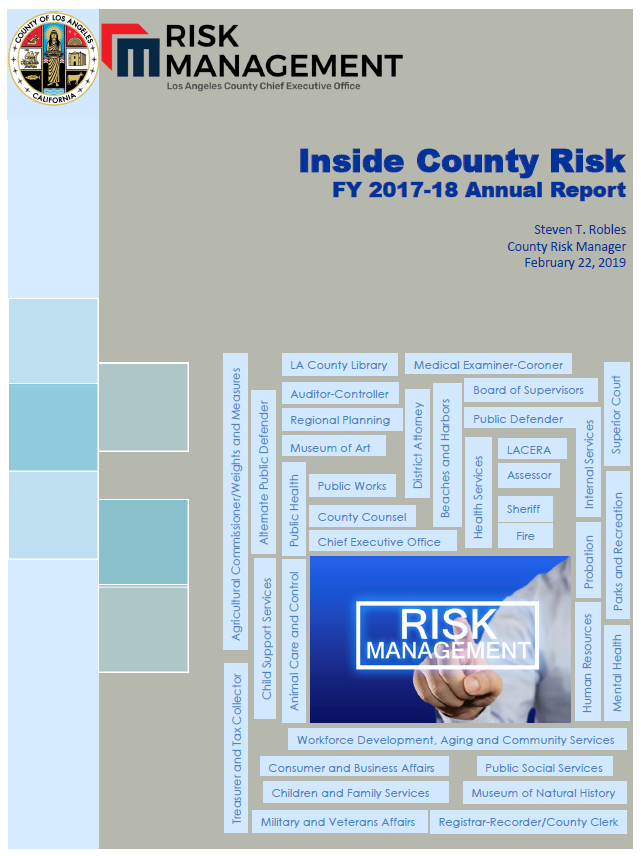 COUNTY OF LOS ANGELES
CALIFORNIA
RISK
MANAGEMENT
Los Angeles County Chief Executive Office
Inside County Risk
FY 2017-18 Annual Report
Steven T. Robles
County Risk Manager
February 22, 2019
Agricultural Commissioner/Weights and Measures
Alternate Public Defender
LA County Library
Medical Examiner-Coroner
Auditor-Controller
Board of Supervisors
Superior Court
Regional Planning
District Attorney
Beaches and Harbors
Public Defender
Internal Services
Museum of Art
Health Services
LACERA
Public Health
Public Works
Assessor
Parks and Recreation
County Counsel
Sheriff
Chief Executive Office
Fire
Probation
Child Support Services
Animal Care and Control
RISK
MANAGEMENT
Human Resources
Mental Health
Treasurer and Tax Collector
Workforce Development, Aging and Community Services
Consumer and Business Affairs
Public Social Services
Children and Family Services
Museum of Natural History
Military and Veterans Affairs
Registrar-Recorder/County Clerk